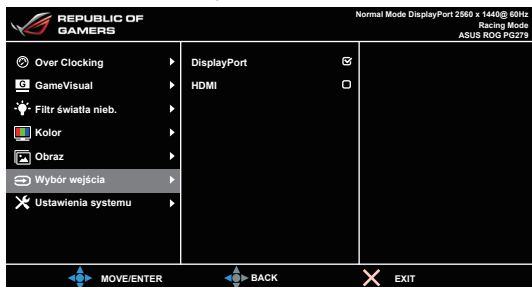 REPUBLIC OF
GAMERS
Normal Mode DisplayPort 2560 x 1440@ 60Hz
Racing Mode
ASUS ROG PG279
Over Clocking
G GameVisual
Filtr światła nieb.
Kolor
Obraz
Wybór wejścia
Ustawienia systemu
DisplayPort
HDMI
MOVE/ENTER
BACK
EXIT